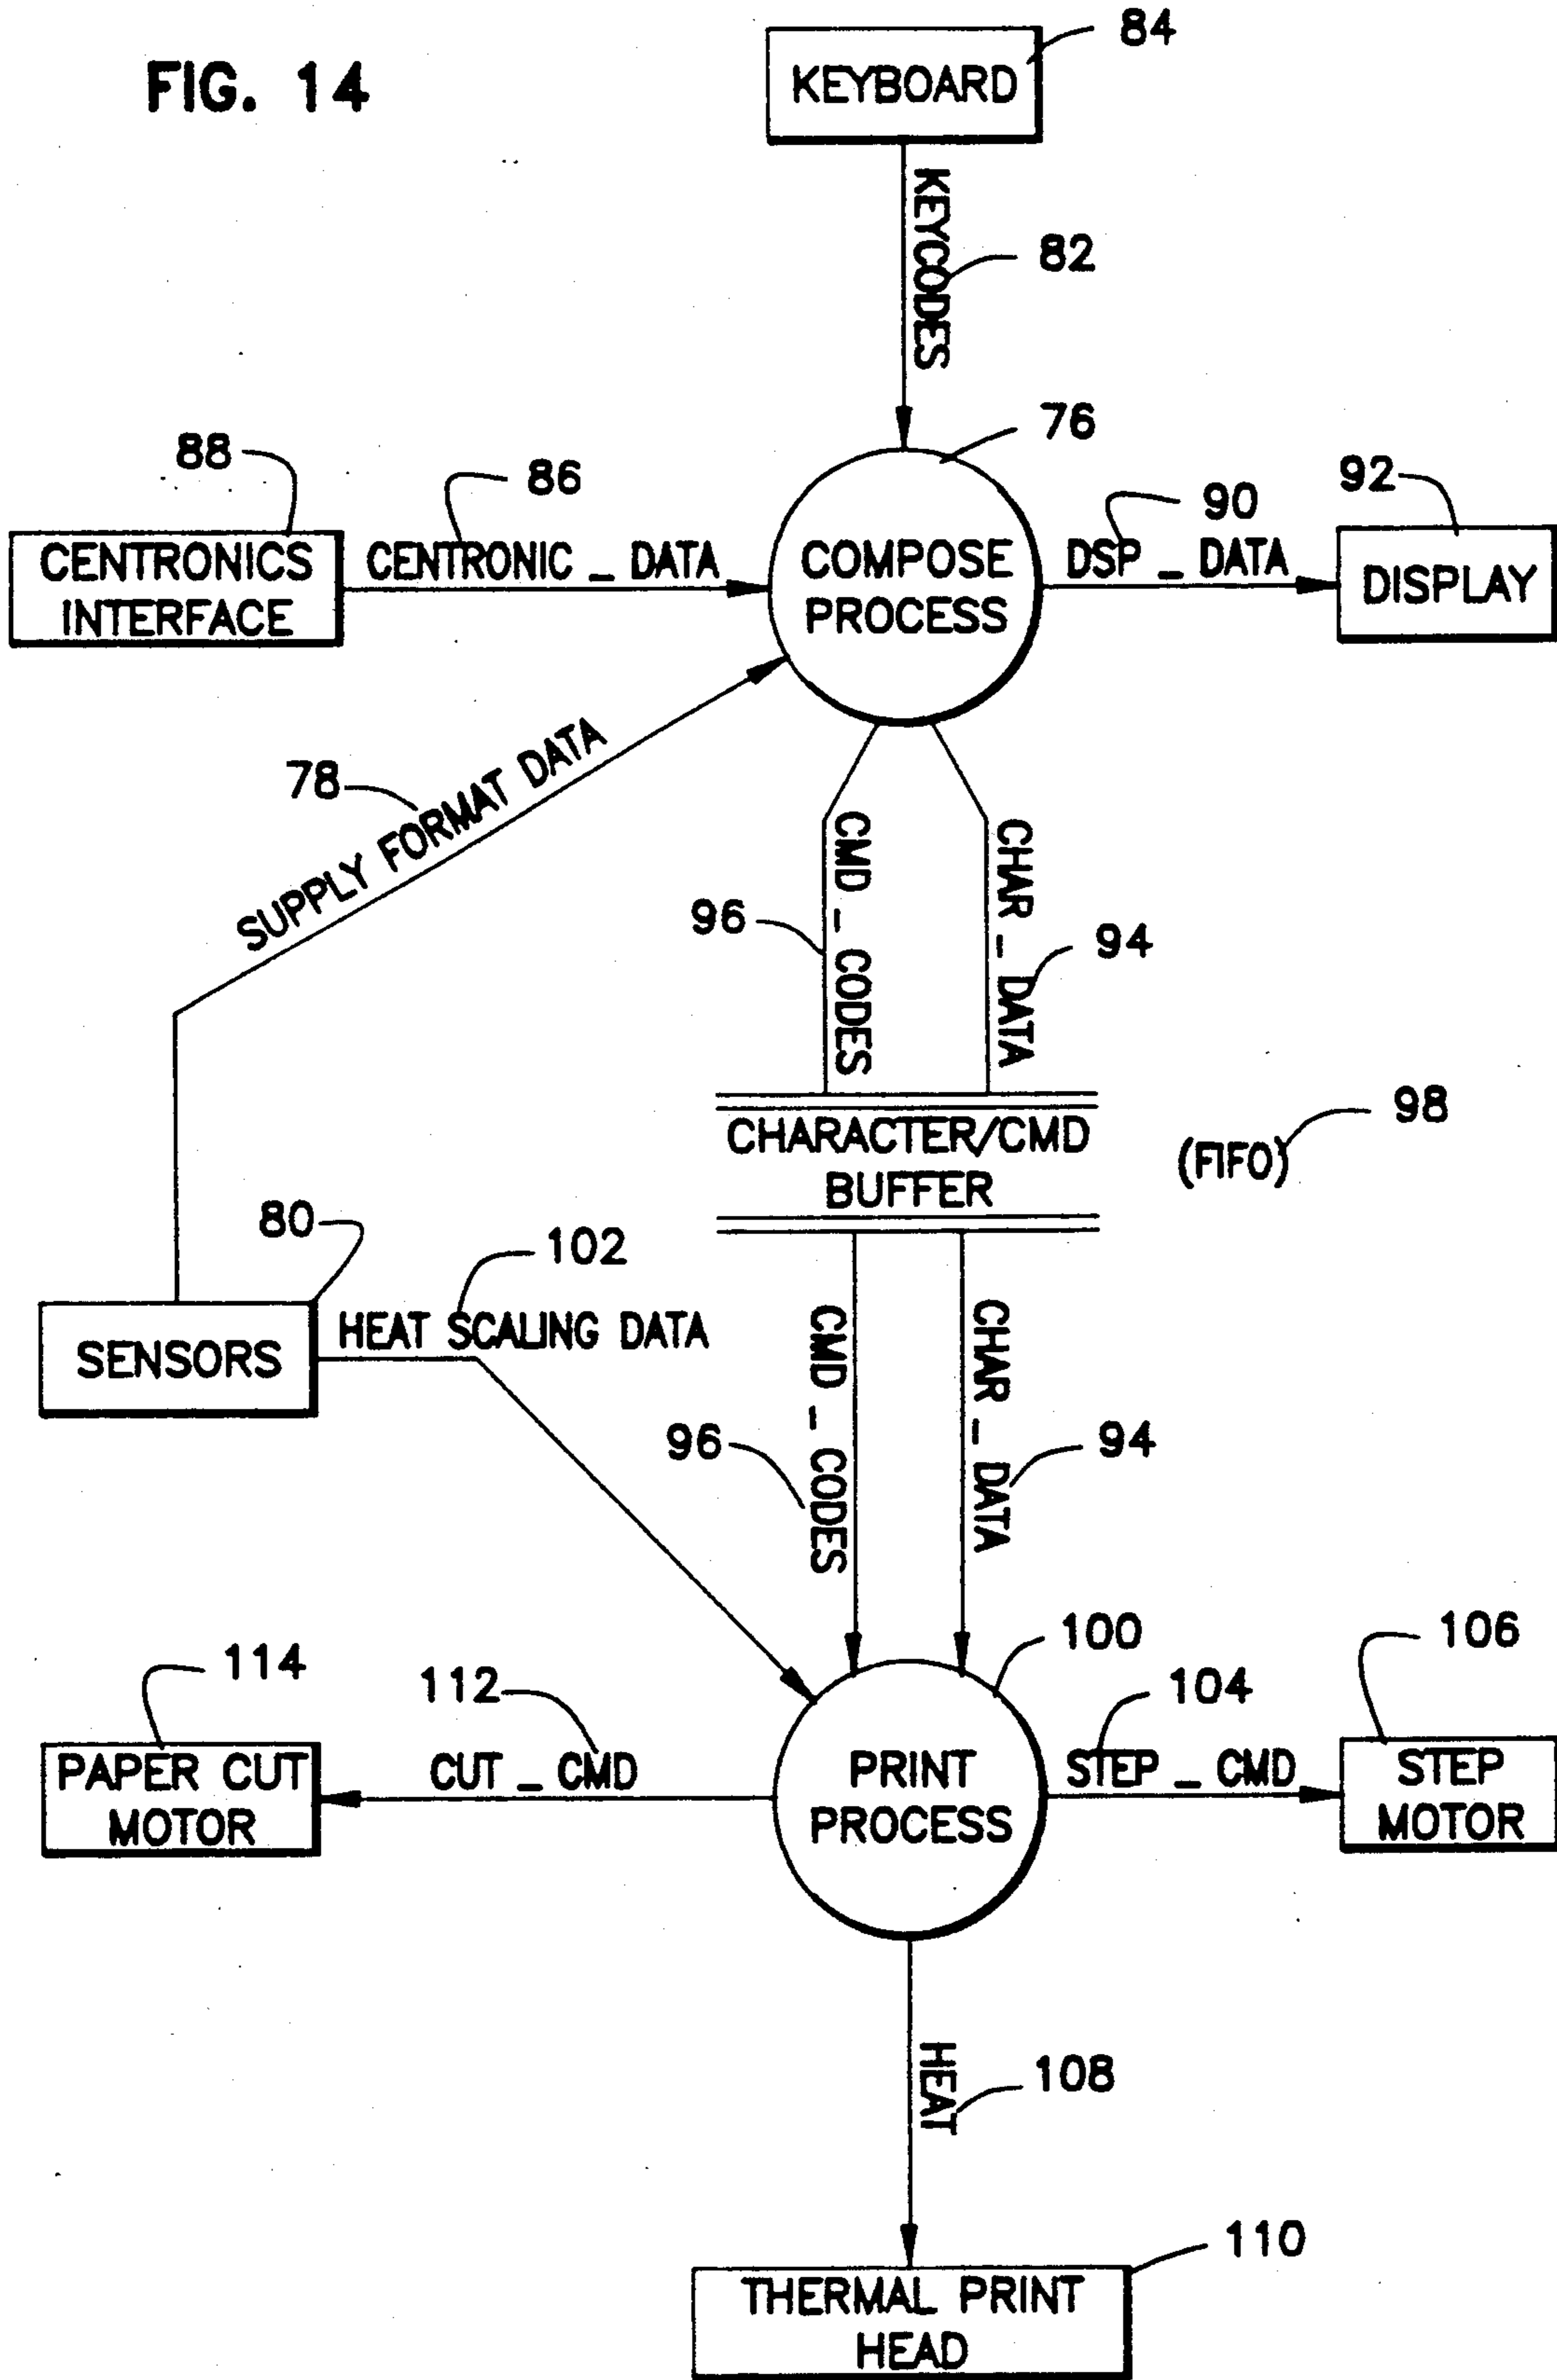 FIG. 14
84
KEYBOARD
KEYCODES
82
76
88
86
90
92
CENTRONICS
INTERFACE
CENTRONIC _ DATA
COMPOSE
PROCESS
DSP _ DATA
DISPLAY
78
SUPPLY FORMAT DATA
96
CMD _ CODES
CHAR _ DATA
94
CHARACTER/CMD
BUFFER
(FIFO)
98
80
102
SENSORS
HEAT SCALING DATA
96
CMD _ CODES
CHAR _ DATA
94
100
114
112
104
106
PAPER CUT
MOTOR
CUT _ CMD
PRINT
PROCESS
STEP _ CMD
STEP
MOTOR
HEAT
108
110
THERMAL PRINT
HEAD